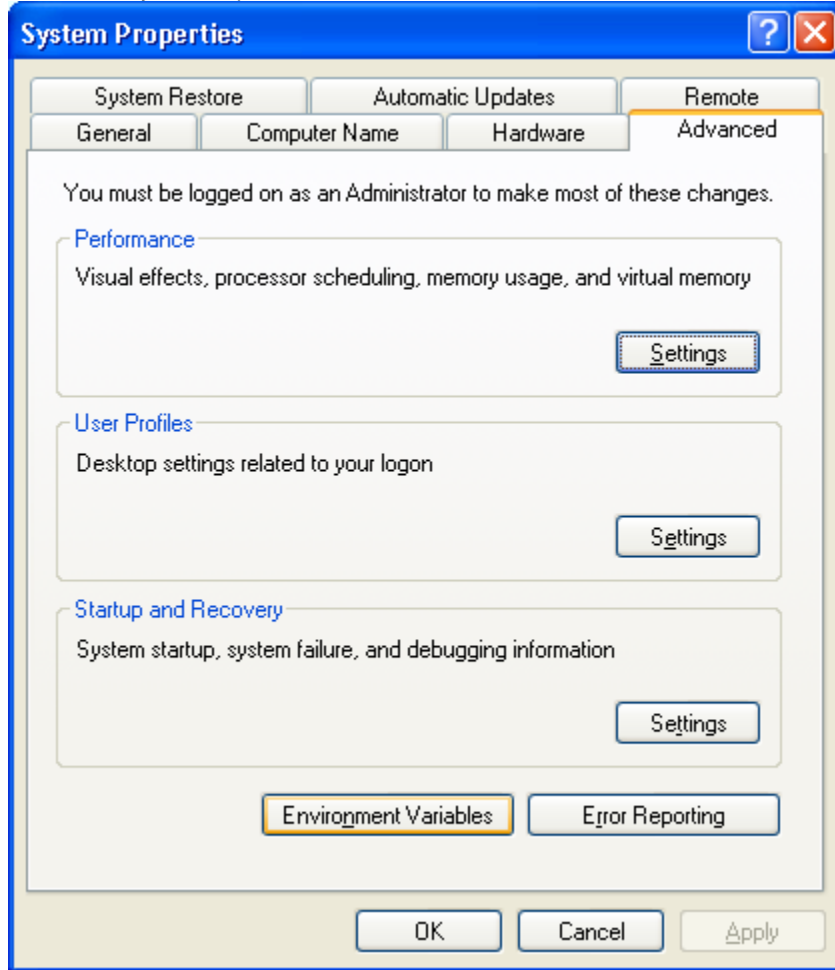 System Properties
System Restore Automatic Updates Remote
General Computer Name Hardware Advanced
You must be logged on as an Administrator to make most of these changes.
Performance
Visual effects, processor scheduling, memory usage, and virtual memory
Settings
User Profiles
Desktop settings related to your logon
Settings
Startup and Recovery
System startup, system failure, and debugging information
Settings
Environment Variables Error Reporting
OK Cancel Apply